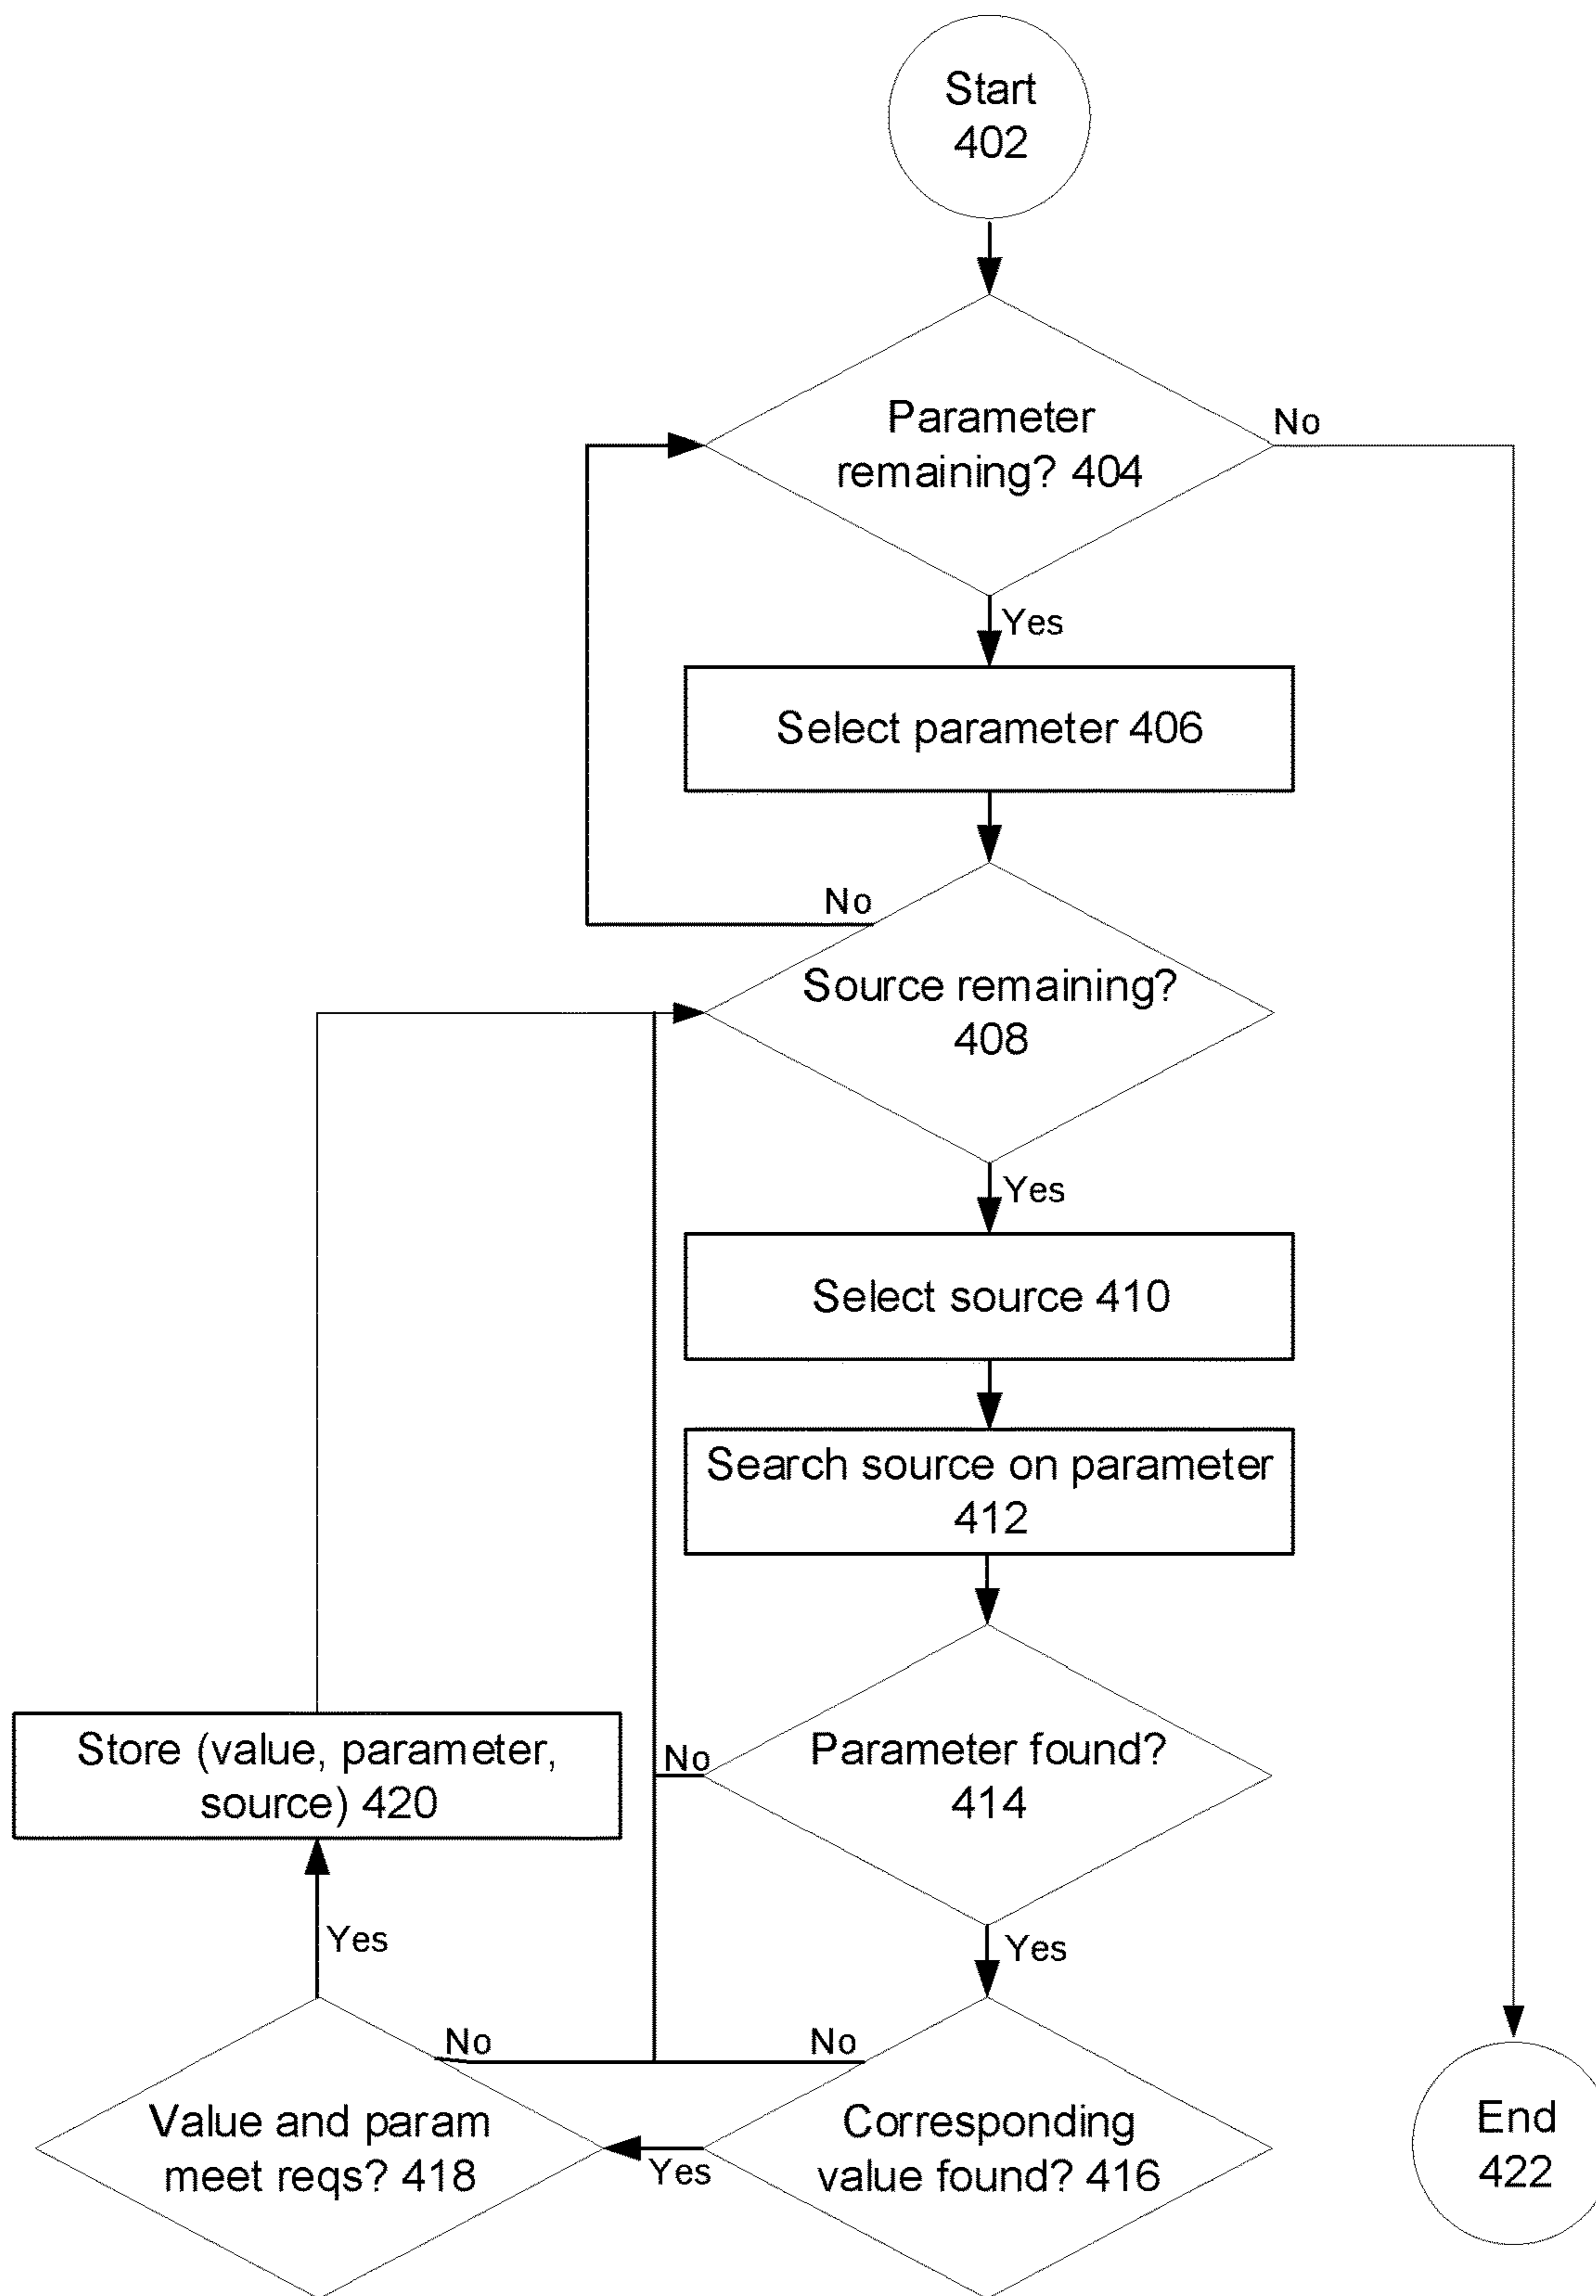 Start
402
Parameter
remaining? 404
No
Yes
Select parameter 406
No
Source remaining?
408
Yes
Select source 410
Search source on parameter
412
Parameter found?
414
No
Store (value, parameter,
source) 420
Yes
Yes
No
No
Value and param
meet reqs? 418
Yes
Corresponding
value found? 416
End
422